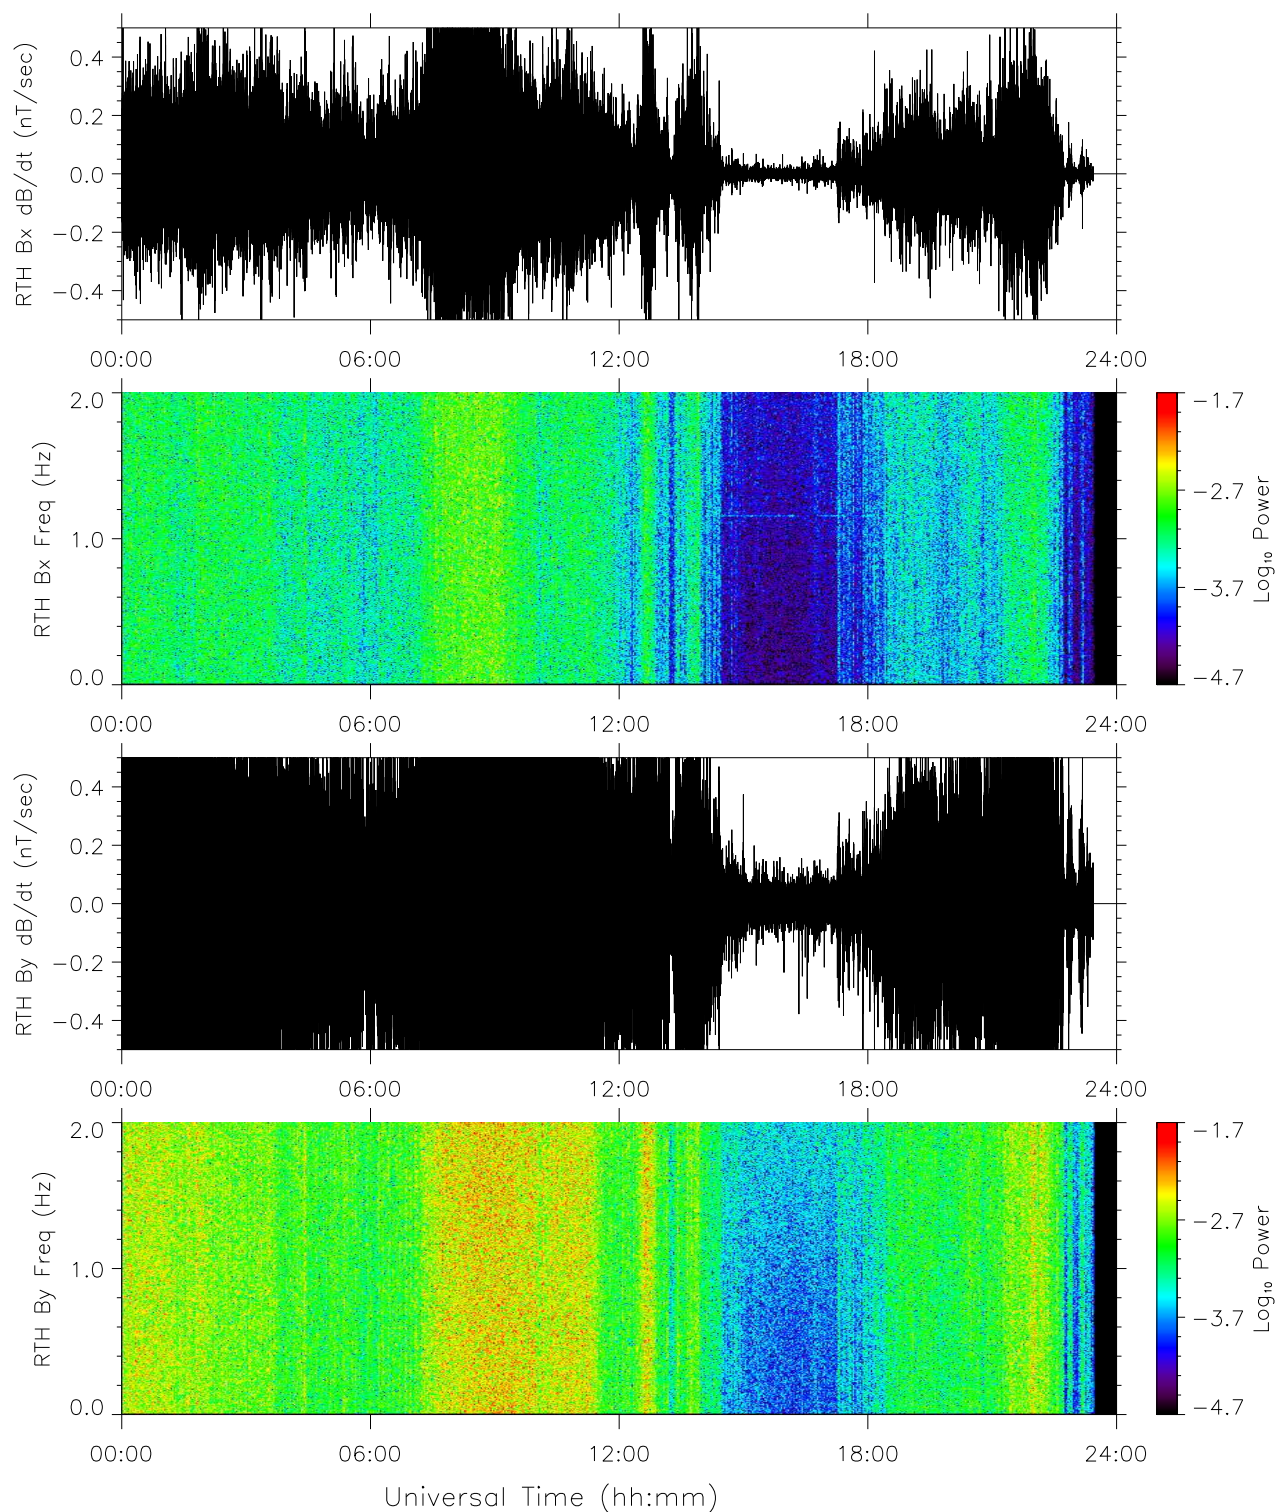 RTH Bx dB/dt (nT/sec)
0.4
0.2
0.0
−0.2
−0.4
00:00 06:00 12:00 18:00 24:00
RTH Bx Freq (Hz)
2.0
1.0
0.0
−1.7
−2.7
−3.7
−4.7
Log₁₀ Power
00:00 06:00 12:00 18:00 24:00
RTH By dB/dt (nT/sec)
0.4
0.2
0.0
−0.2
−0.4
00:00 06:00 12:00 18:00 24:00
RTH By Freq (Hz)
2.0
1.0
0.0
−1.7
−2.7
−3.7
−4.7
Log₁₀ Power
00:00 06:00 12:00 18:00 24:00
Universal Time (hh:mm)